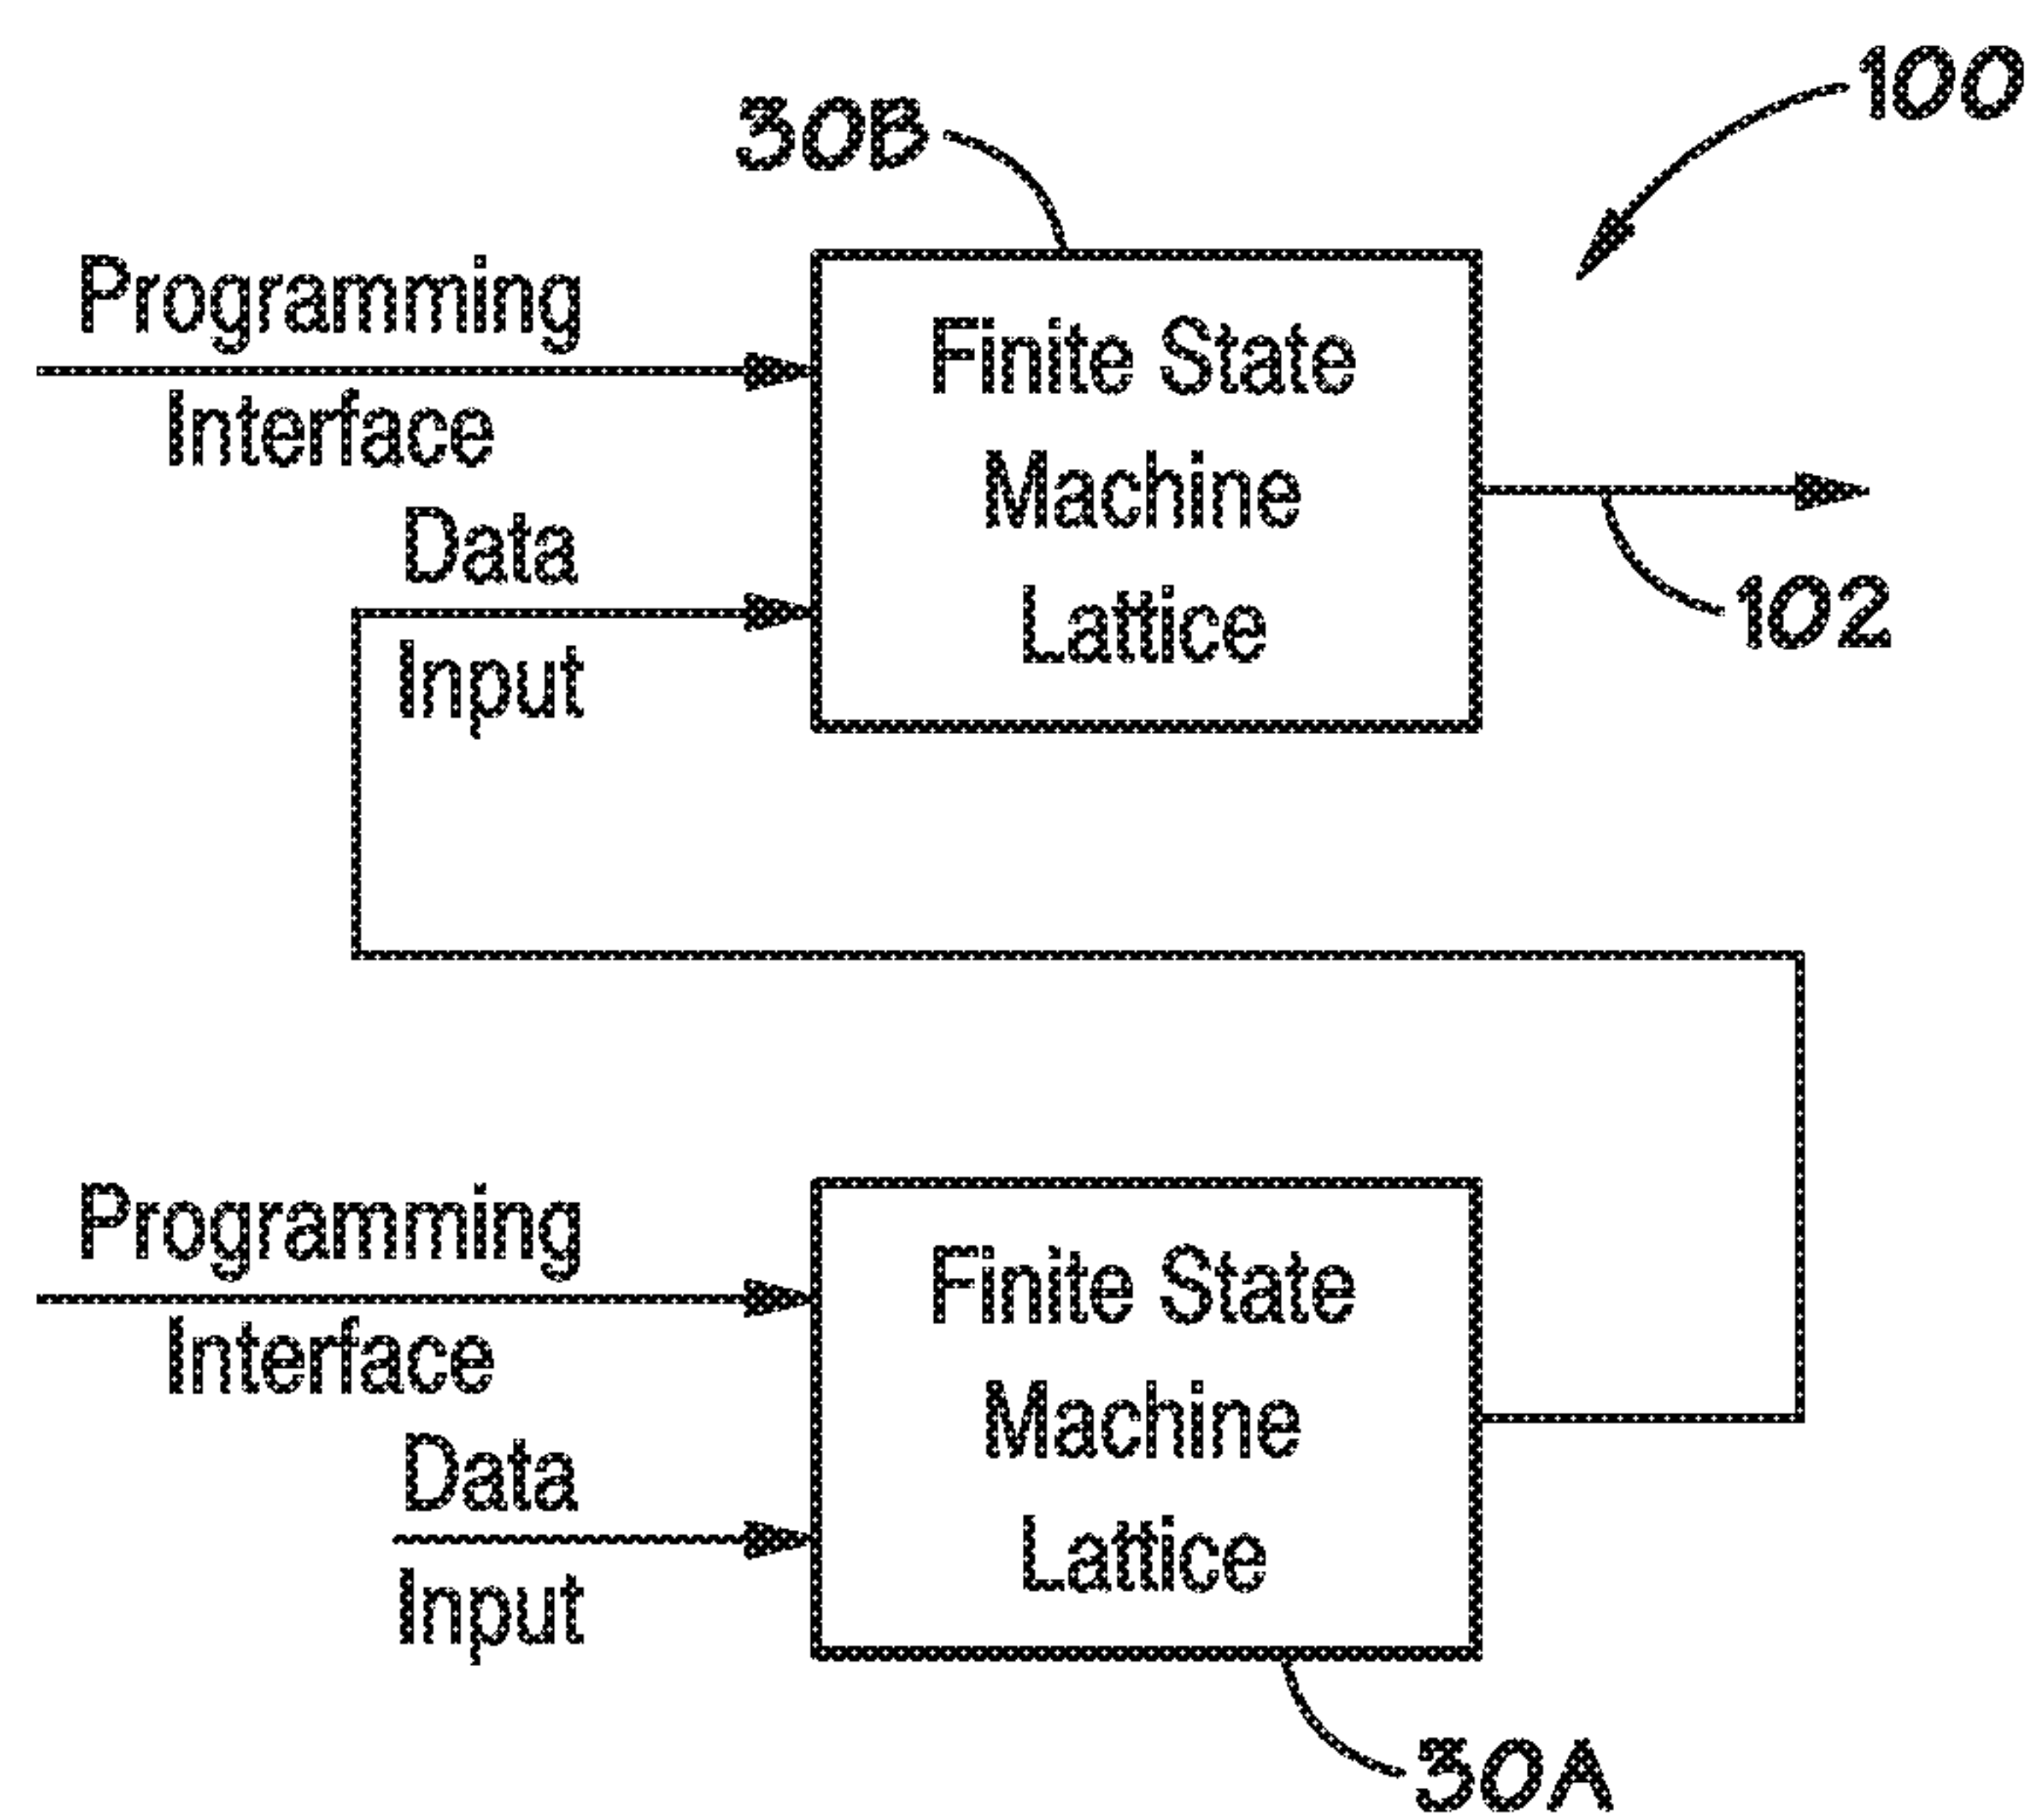 100
30B
Programming
Interface
Data
Input
Finite State
Machine
Lattice
102
Programming
Interface
Data
Input
Finite State
Machine
Lattice
30A